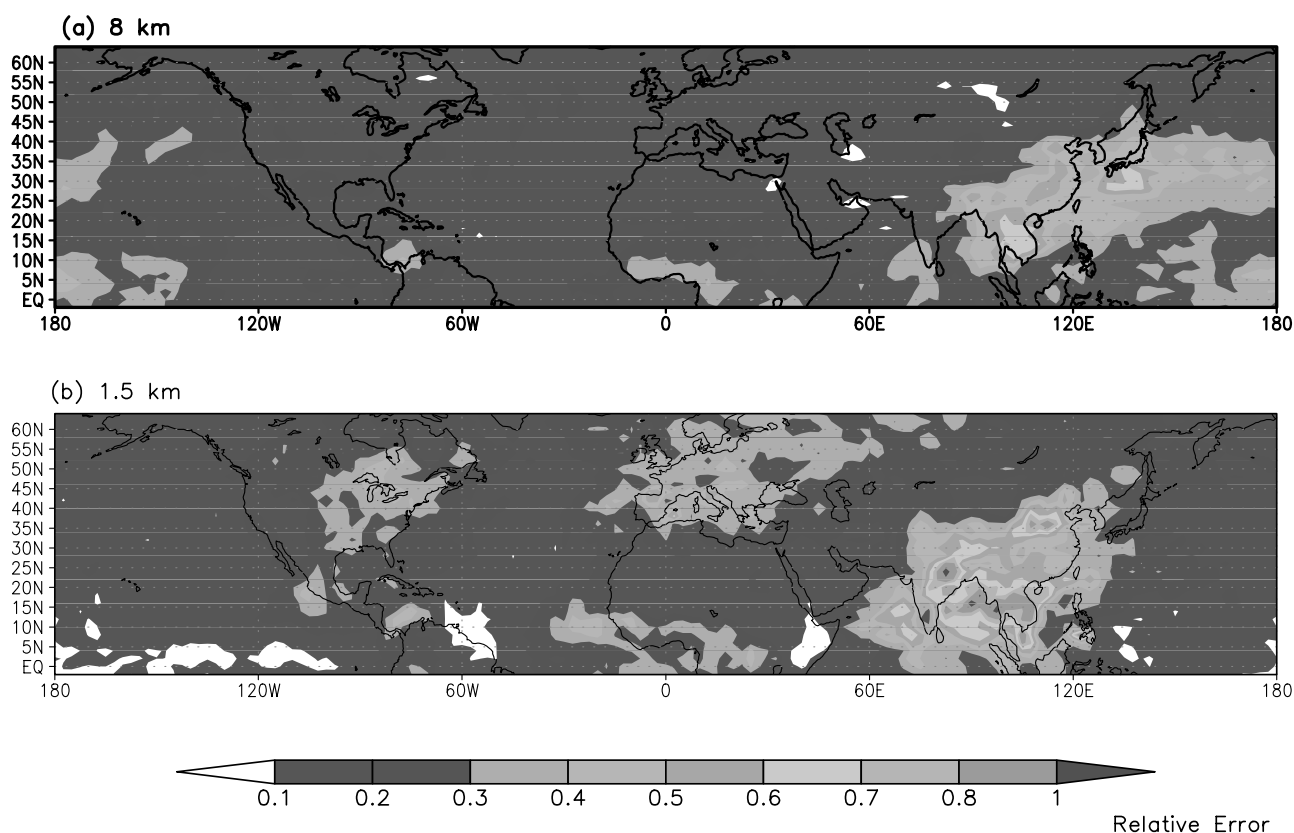 (a) 8 km
60N
55N
50N
45N
40N
35N
30N
25N
20N
15N
10N
5N
EQ
180 120W 60W 0 60E 120E 180
(b) 1.5 km
60N
55N
50N
45N
40N
35N
30N
25N
20N
15N
10N
5N
EQ
180 120W 60W 0 60E 120E 180
0.1 0.2 0.3 0.4 0.5 0.6 0.7 0.8 1
Relative Error